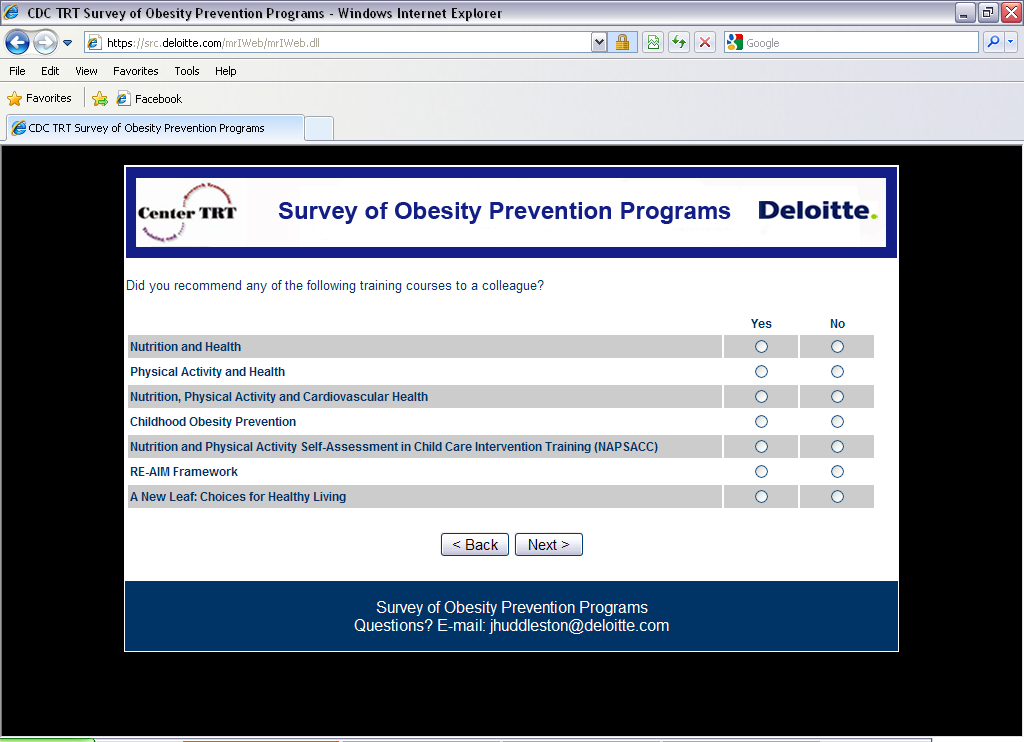 CDC TRT Survey of Obesity Prevention Programs - Windows Internet Explorer
https://src.deloitte.com/mrIWeb/mrIWeb.dll
Google
File Edit View Favorites Tools Help
Favorites Facebook
CDC TRT Survey of Obesity Prevention Programs
Center TRT
Survey of Obesity Prevention Programs
Deloitte.
Did you recommend any of the following training courses to a colleague?
Yes No
Nutrition and Health
Physical Activity and Health
Nutrition, Physical Activity and Cardiovascular Health
Childhood Obesity Prevention
Nutrition and Physical Activity Self-Assessment in Child Care Intervention Training (NAPSACC)
RE-AIM Framework
A New Leaf: Choices for Healthy Living
< Back Next >
Survey of Obesity Prevention Programs
Questions? E-mail: jhuddleston@deloitte.com